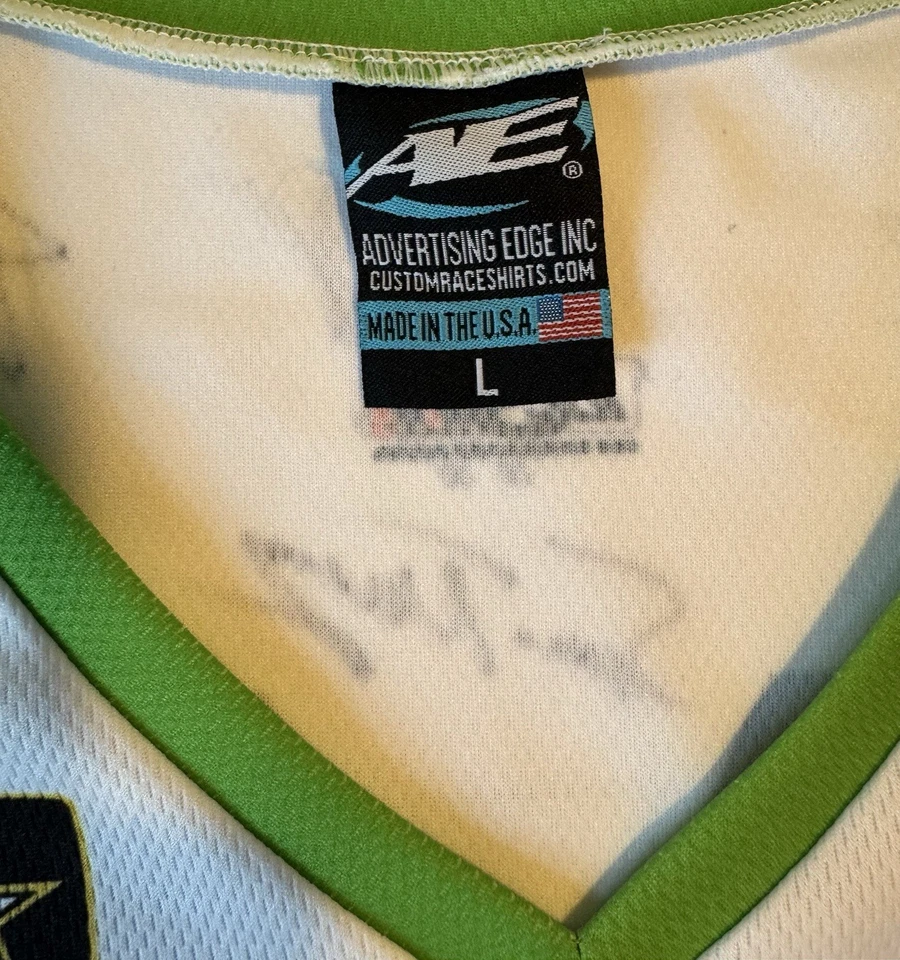 AE®
ADVERTISING EDGE INC
CUSTOMRACESHIRTS.COM
MADE IN THE U.S.A.
L